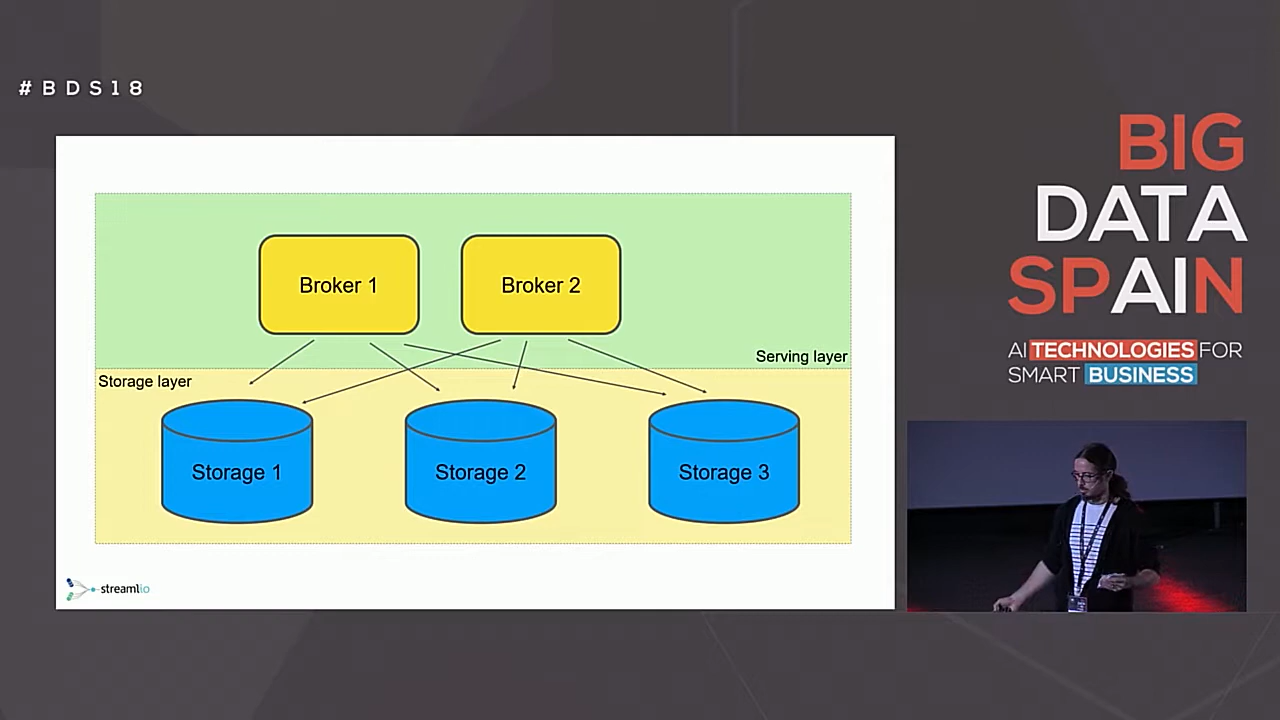 #BDS18
BIG
DATA
SPAIN
AI TECHNOLOGIES FOR
SMART BUSINESS
Broker 1
Broker 2
Serving layer
Storage layer
Storage 1
Storage 2
Storage 3
streamlio